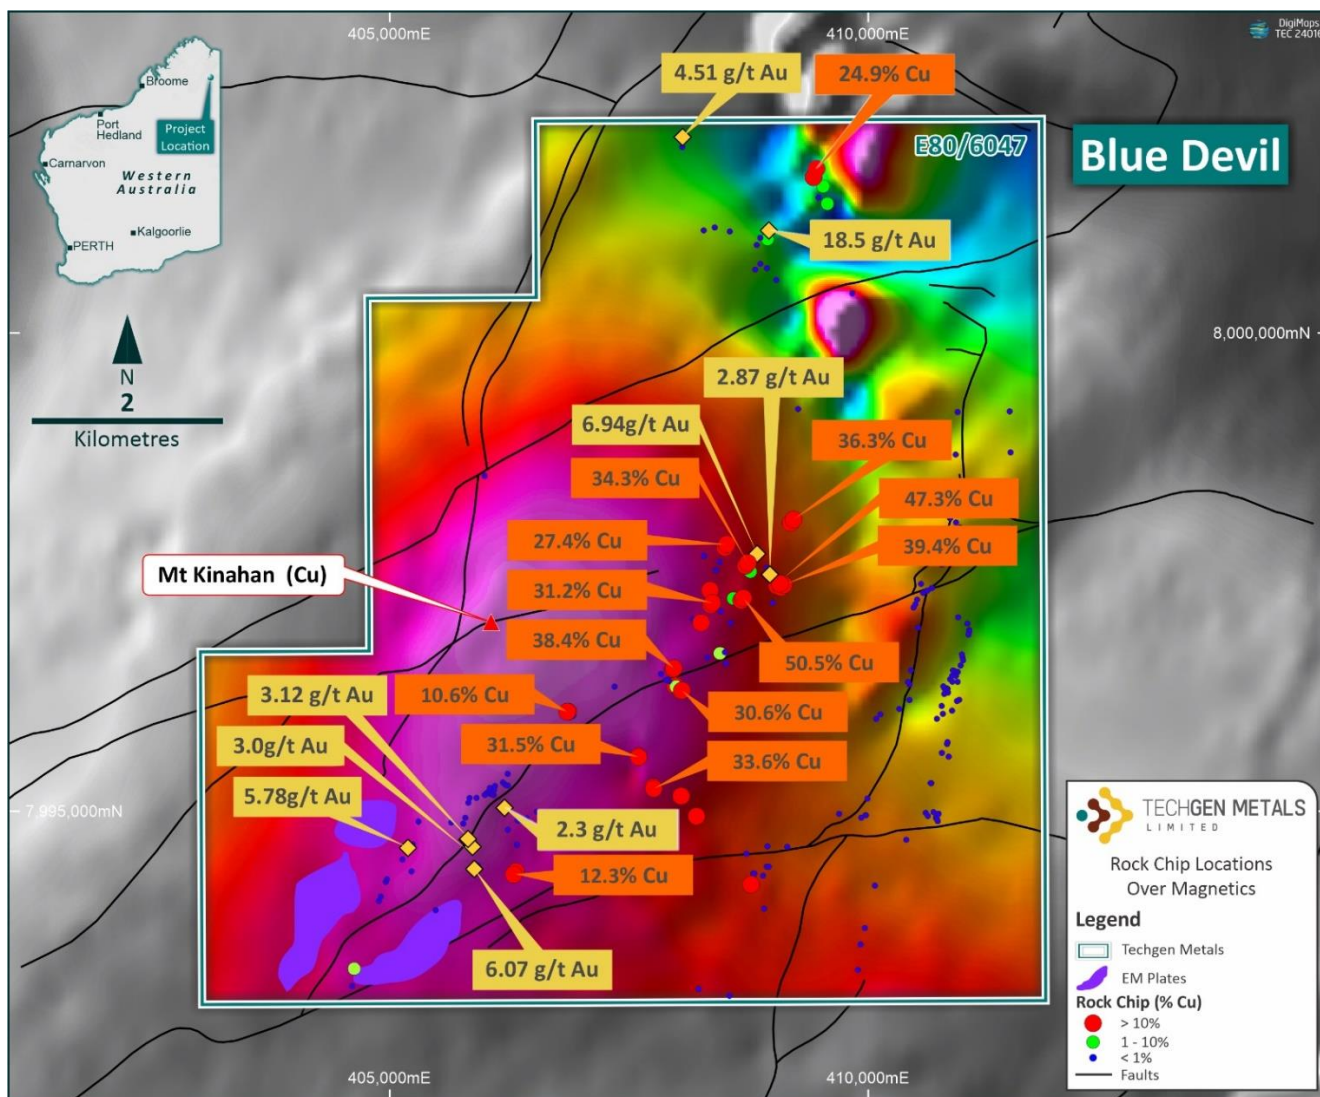 405,000mE
410,000mE
DigiMaps
TEC 24016
4.51 g/t Au
24.9% Cu
Broome
Port
Hedland
Project
Location
Carnarvon
Western
Australia
Kalgoorlie
PERTH
E80/6047
Blue Devil
18.5 g/t Au
8,000,000mN
N
2
Kilometres
2.87 g/t Au
6.94g/t Au
36.3% Cu
34.3% Cu
47.3% Cu
27.4% Cu
39.4% Cu
Mt Kinahan (Cu)
31.2% Cu
38.4% Cu
50.5% Cu
3.12 g/t Au
10.6% Cu
30.6% Cu
3.0g/t Au
31.5% Cu
33.6% Cu
5.78g/t Au
7,995,000mN
2.3 g/t Au
12.3% Cu
6.07 g/t Au
TECHGEN METALS
LIMITED
Rock Chip Locations
Over Magnetics
Legend
Techgen Metals
EM Plates
Rock Chip (% Cu)
> 10%
1 - 10%
< 1%
Faults
405,000mE
410,000mE